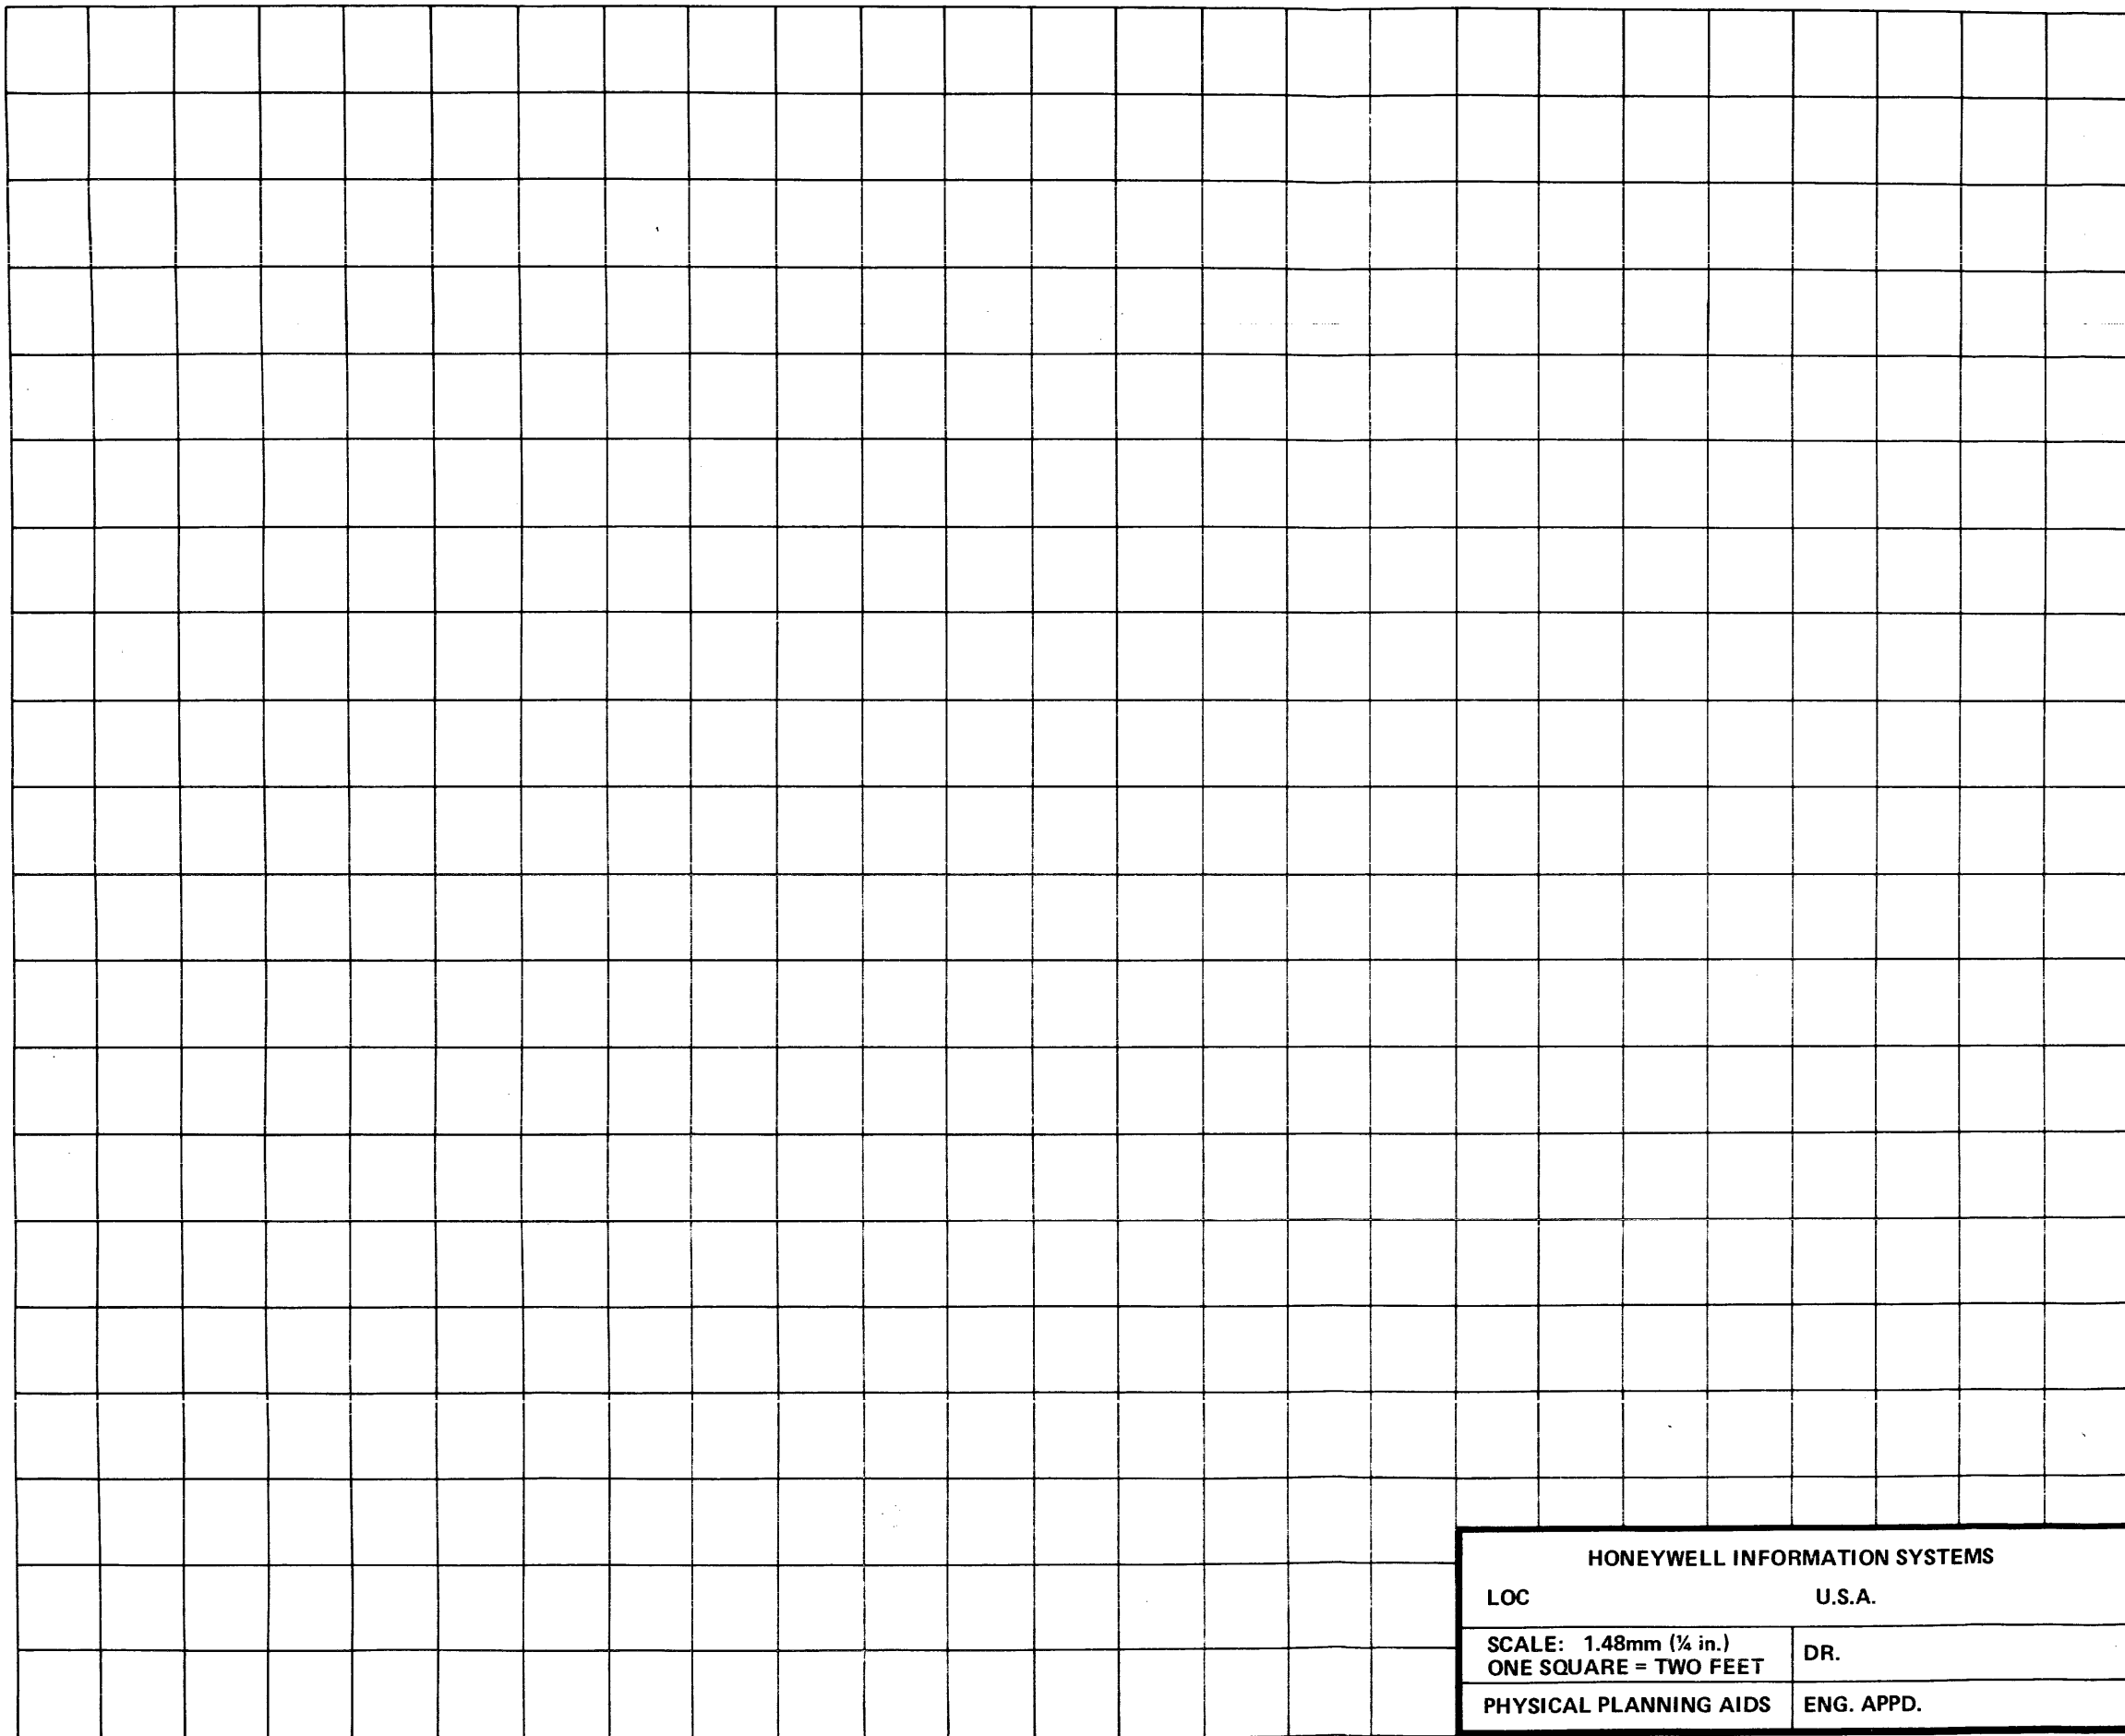 HONEYWELL INFORMATION SYSTEMS
LOC U.S.A.
SCALE: 1.48mm (¼ in.)
ONE SQUARE = TWO FEET
DR.
PHYSICAL PLANNING AIDS
ENG. APPD.